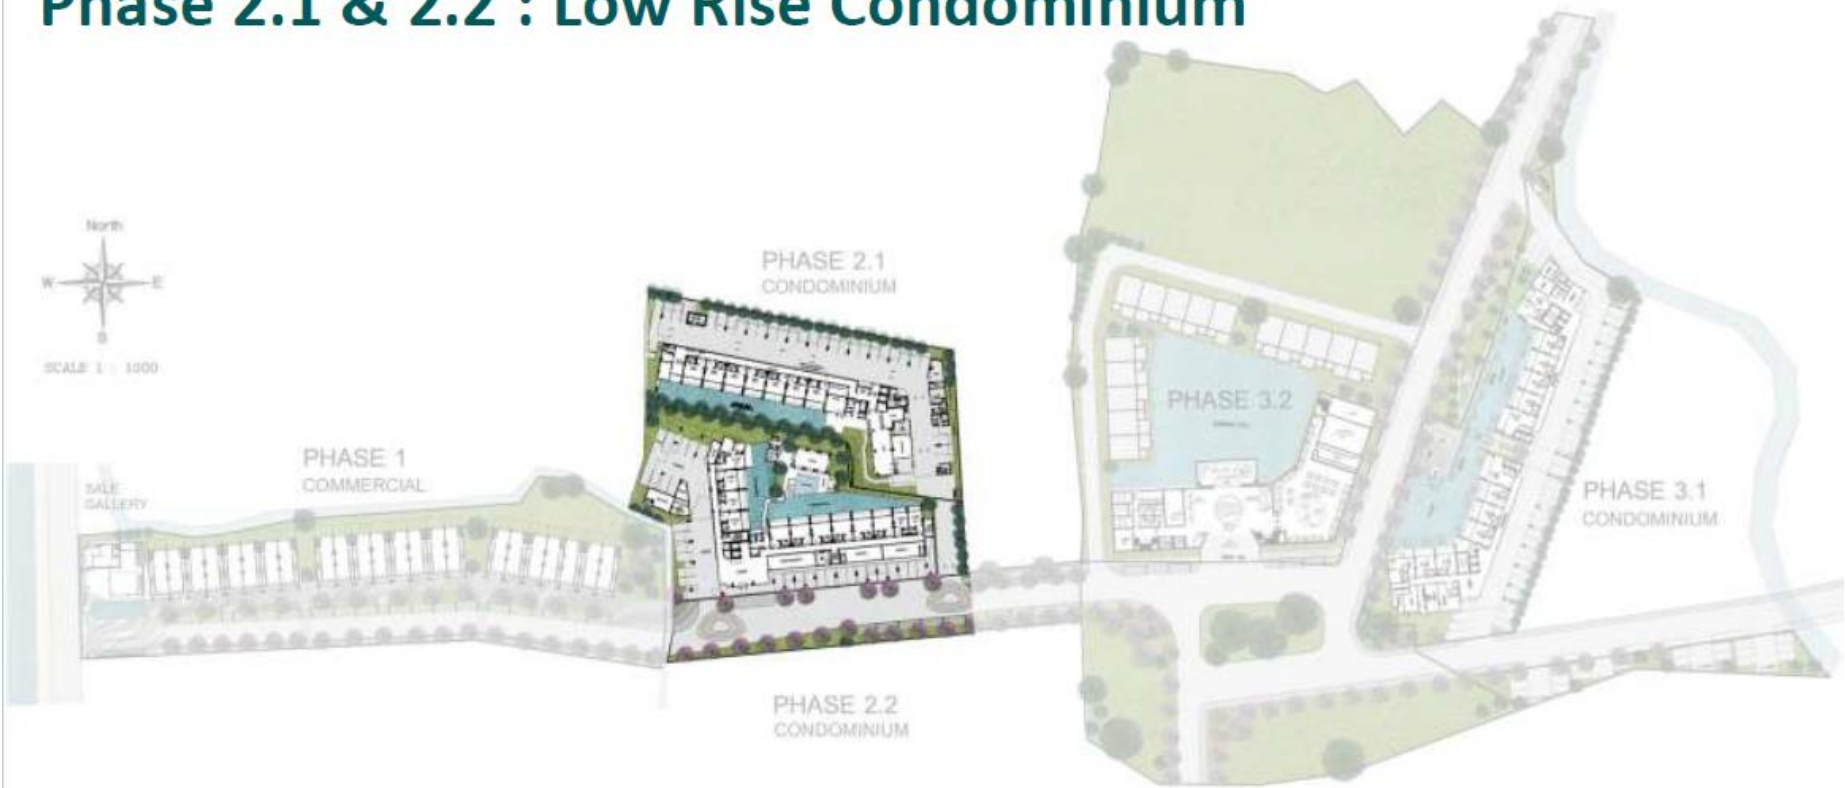 Phase 2.1 & 2.2 : Low Rise Condominium
North
W
E
S
SCALE 1 : 1000
PHASE 2.1
CONDOMINIUM
PHASE 1
COMMERCIAL
SALE
GALLERY
PHASE 3.2
PHASE 3.1
CONDOMINIUM
PHASE 2.2
CONDOMINIUM